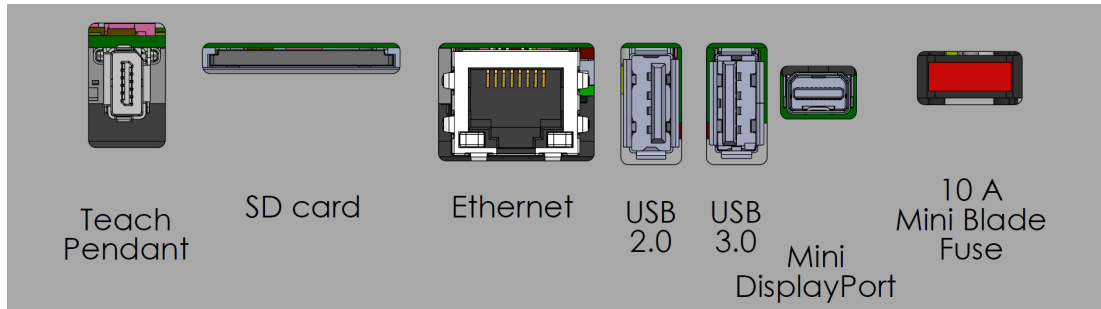 Teach
Pendant
SD card
Ethernet
USB
2.0
USB
3.0
Mini
DisplayPort
10 A
Mini Blade
Fuse